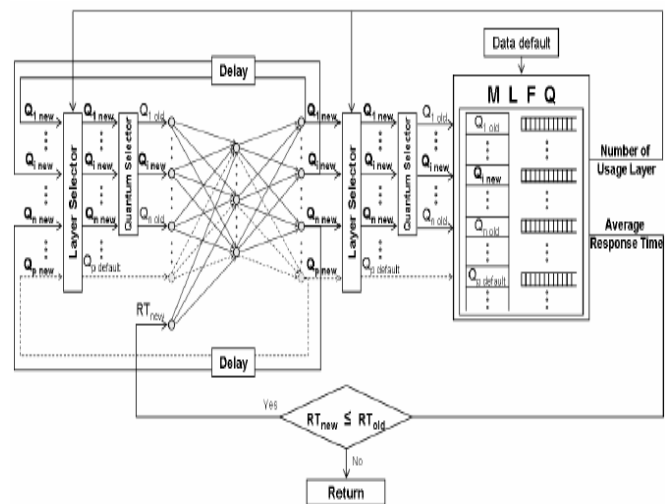 Data default
Delay
M L F Q
Q1 new
Q1 new
Q1 old
Q1 new
Q1 new
Q1 old
Q1 old
Qi new
Qi new
Qi new
Qi new
Qi new
Qi new
Qi new
Qi new
Qn new
Qn new
Qn old
Qn new
Qn new
Qn old
Qn old
Qp new
Qp default
Qp new
Qp default
Qp default
Layer Selector
Quantum Selector
Layer Selector
Quantum Selector
Number of
Usage Layer
Average
Response Time
RTnew
Delay
Yes
RTnew ≤ RTold
No
Return